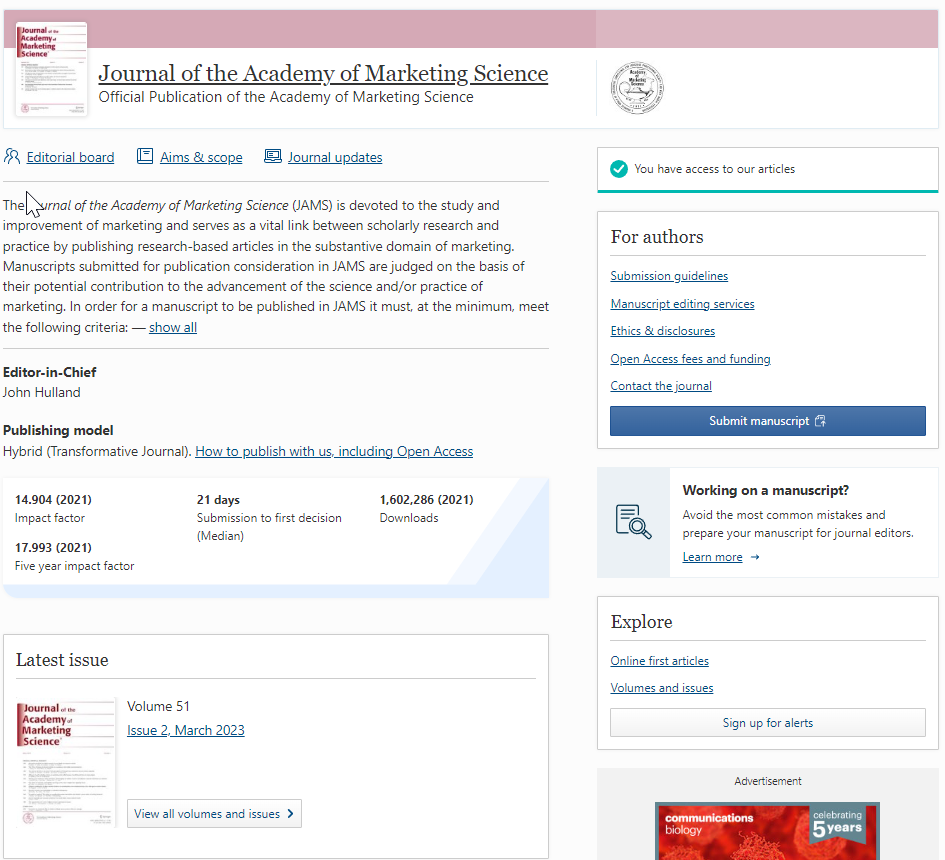 Journal of the
Academy of
Marketing
Science
Journal of the Academy of Marketing Science
Official Publication of the Academy of Marketing Science
Academy
of
Marketing
Science
Editorial board
Aims & scope
Journal updates
The Journal of the Academy of Marketing Science (JAMS) is devoted to the study and
improvement of marketing and serves as a vital link between scholarly research and
practice by publishing research-based articles in the substantive domain of marketing.
Manuscripts submitted for publication consideration in JAMS are judged on the basis of
their potential contribution to the advancement of the science and/or practice of
marketing. In order for a manuscript to be published in JAMS it must, at the minimum, meet
the following criteria: — show all
Editor-in-Chief
John Hulland
Publishing model
Hybrid (Transformative Journal). How to publish with us, including Open Access
14.904 (2021)
Impact factor
21 days
Submission to first decision
(Median)
1,602,286 (2021)
Downloads
17.993 (2021)
Five year impact factor
Latest issue
Journal of the
Academy of
Marketing
Science
Volume 51
Issue 2, March 2023
View all volumes and issues
You have access to our articles
For authors
Submission guidelines
Manuscript editing services
Ethics & disclosures
Open Access fees and funding
Contact the journal
Submit manuscript
Working on a manuscript?
Avoid the most common mistakes and
prepare your manuscript for journal editors.
Learn more →
Explore
Online first articles
Volumes and issues
Sign up for alerts
Advertisement
communications
biology
celebrating
5 years